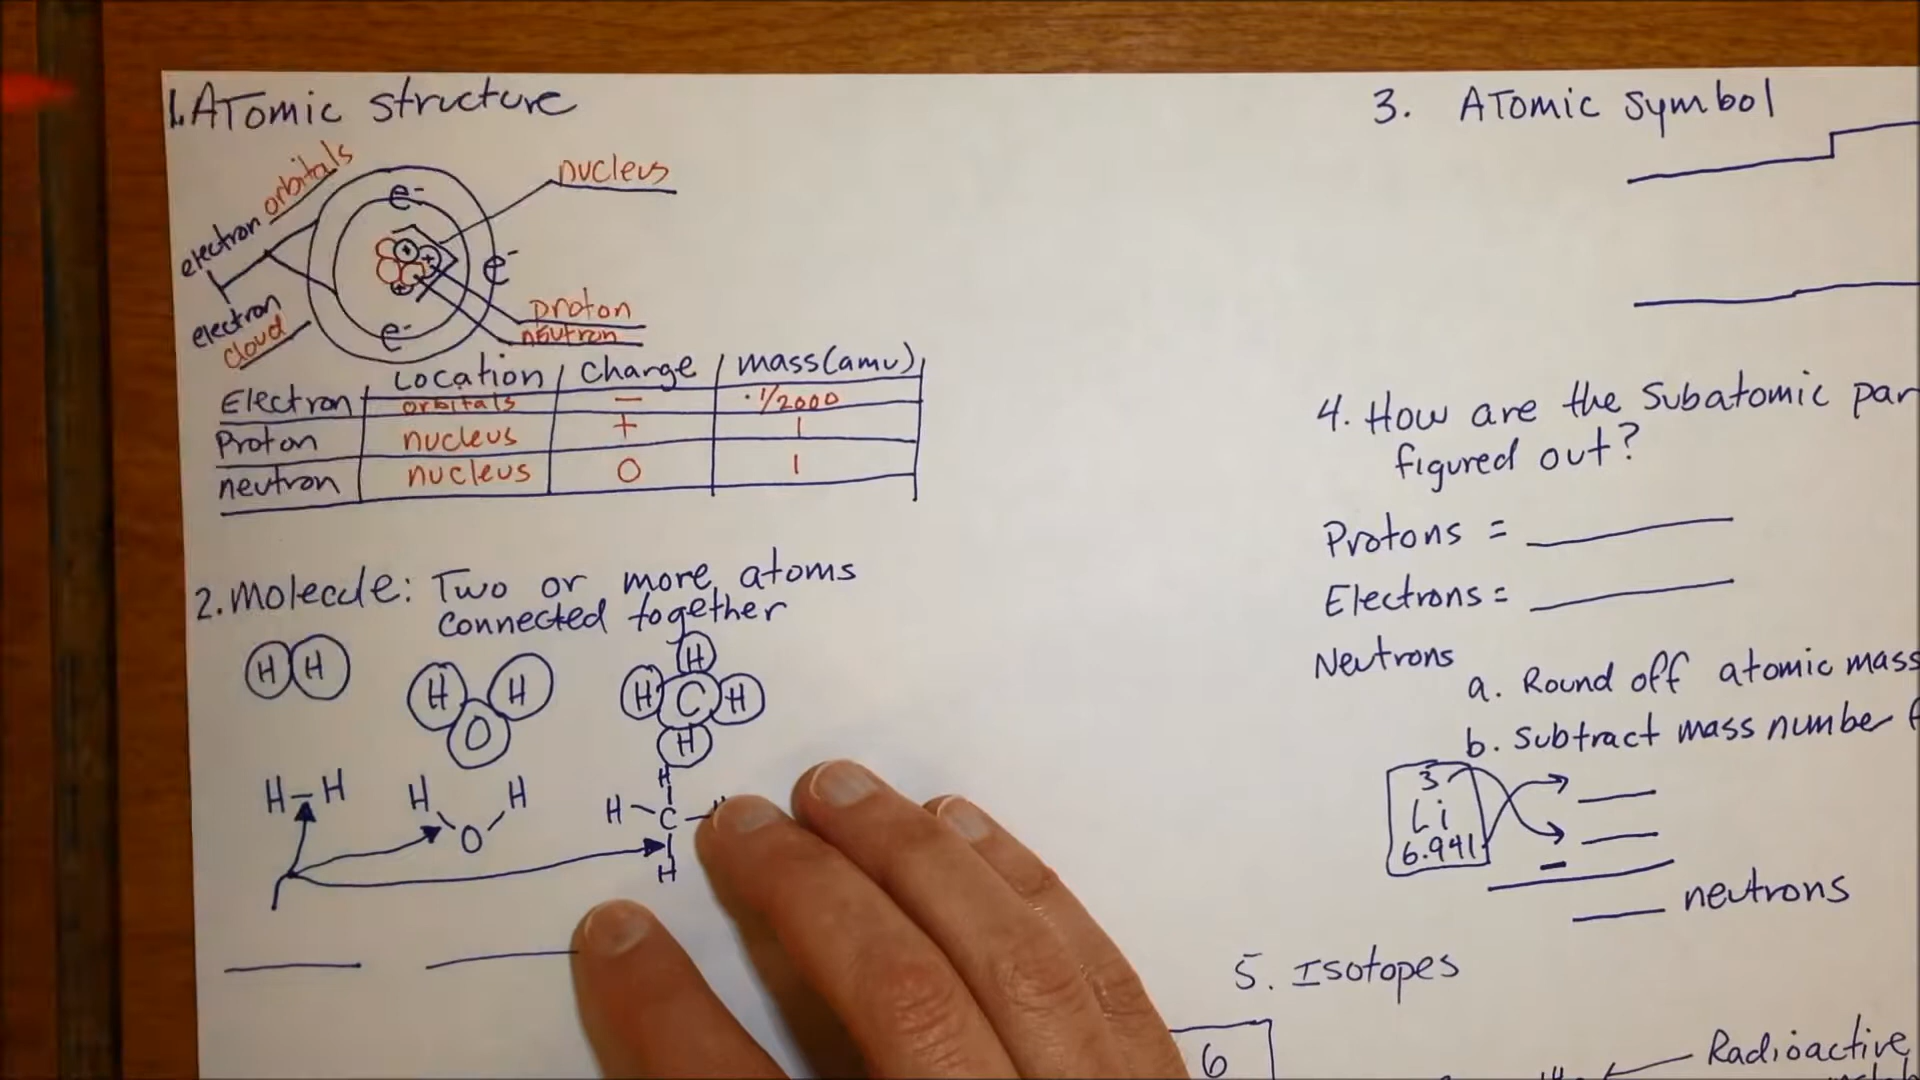 1. Atomic structure
electron orbitals
electron
cloud
e-
e-
e-
+
+
+
nucleus
proton
neutron
Location Charge mass(amu)
Electron orbitals - 1/2000
Proton nucleus + 1
neutron nucleus 0 1
2. Molecule: Two or more atoms
connected together
H H
H H
O
H
H C H
H
H-H
H H
O
H
H C
H
3. Atomic symbol
4. How are the subatomic par
figured out?
Protons =
Electrons =
Neutrons
a. Round off atomic mass
b. Subtract mass number f
3
Li
6.941
-
neutrons
5. Isotopes
6
Radioactive